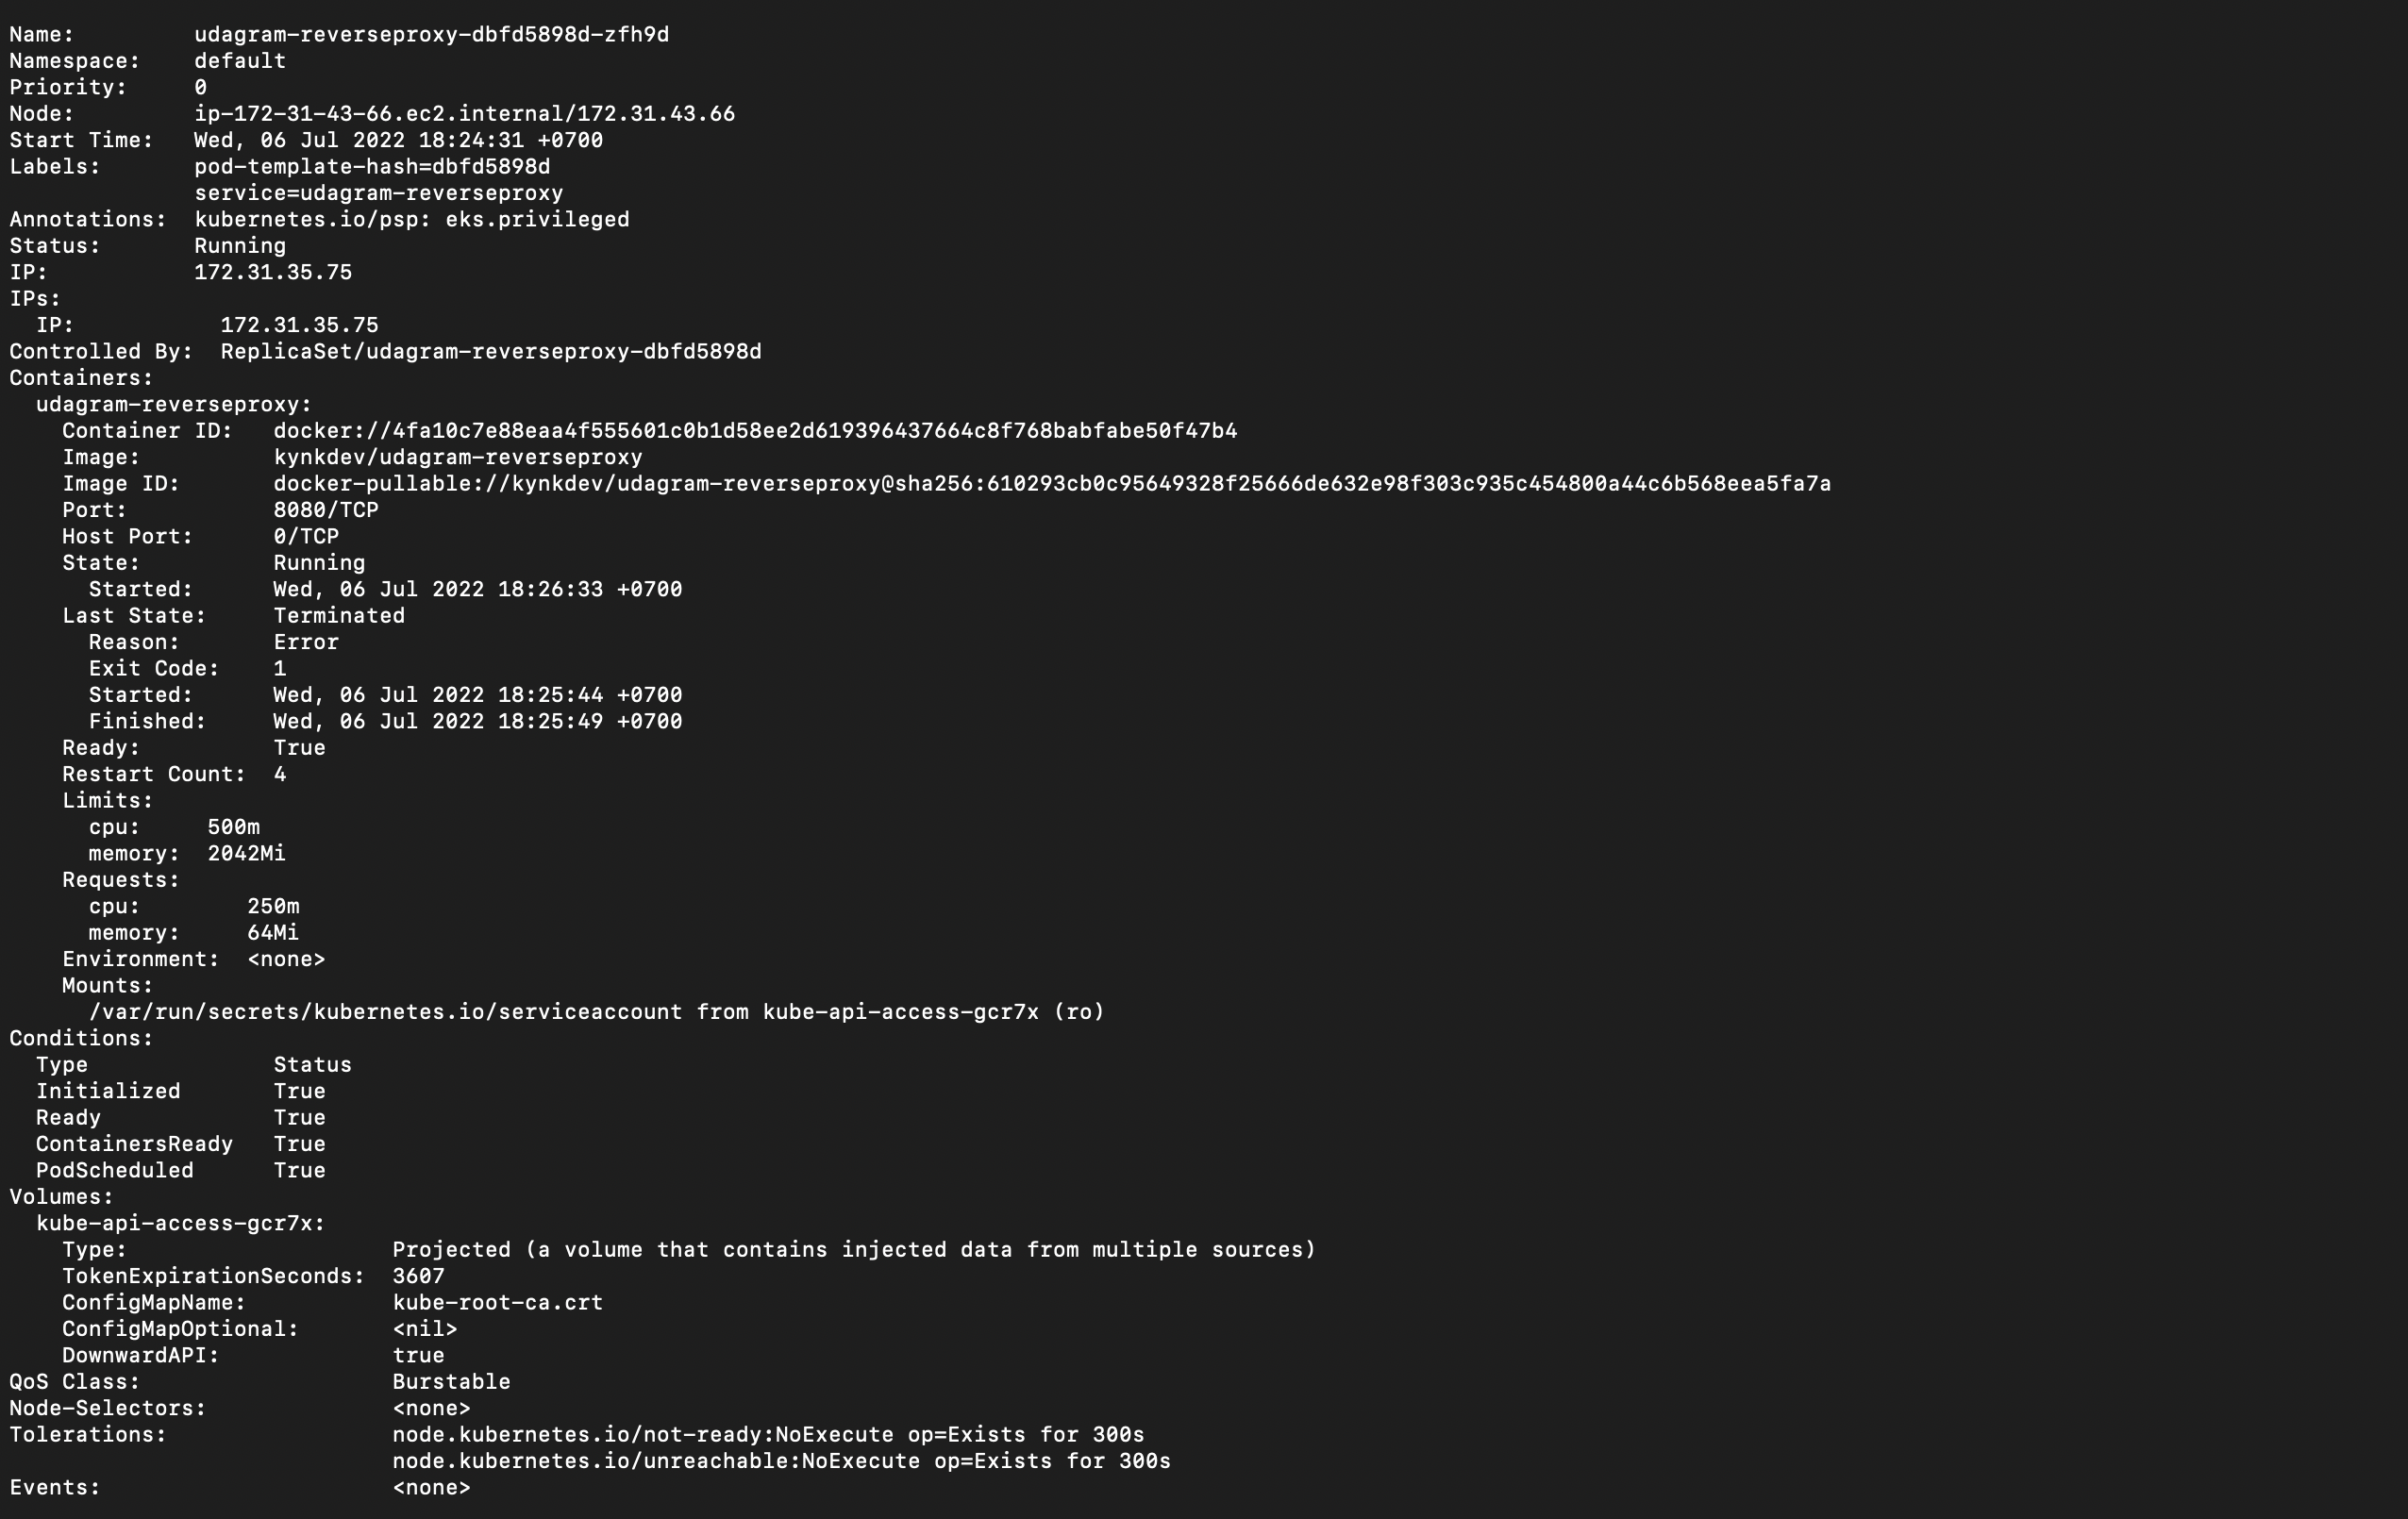 Name:         udagram-reverseproxy-dbfd5898d-zfh9d
Namespace:    default
Priority:     0
Node:         ip-172-31-43-66.ec2.internal/172.31.43.66
Start Time:   Wed, 06 Jul 2022 18:24:31 +0700
Labels:       pod-template-hash=dbfd5898d
              service=udagram-reverseproxy
Annotations:  kubernetes.io/psp: eks.privileged
Status:       Running
IP:           172.31.35.75
IPs:
  IP:           172.31.35.75
Controlled By:  ReplicaSet/udagram-reverseproxy-dbfd5898d
Containers:
  udagram-reverseproxy:
    Container ID:   docker://4fa10c7e88eaa4f555601c0b1d58ee2d619396437664c8f768babfabe50f47b4
    Image:          kynkdev/udagram-reverseproxy
    Image ID:       docker-pullable://kynkdev/udagram-reverseproxy@sha256:610293cb0c95649328f25666de632e98f303c935c454800a44c6b568eea5fa7a
    Port:           8080/TCP
    Host Port:      0/TCP
    State:          Running
      Started:      Wed, 06 Jul 2022 18:26:33 +0700
    Last State:     Terminated
      Reason:       Error
      Exit Code:    1
      Started:      Wed, 06 Jul 2022 18:25:44 +0700
      Finished:     Wed, 06 Jul 2022 18:25:49 +0700
    Ready:          True
    Restart Count:  4
    Limits:
      cpu:     500m
      memory:  2042Mi
    Requests:
      cpu:        250m
      memory:     64Mi
    Environment:  <none>
    Mounts:
      /var/run/secrets/kubernetes.io/serviceaccount from kube-api-access-gcr7x (ro)
Conditions:
  Type              Status
  Initialized       True
  Ready             True
  ContainersReady   True
  PodScheduled      True
Volumes:
  kube-api-access-gcr7x:
    Type:                    Projected (a volume that contains injected data from multiple sources)
    TokenExpirationSeconds:  3607
    ConfigMapName:           kube-root-ca.crt
    ConfigMapOptional:       <nil>
    DownwardAPI:             true
QoS Class:                   Burstable
Node-Selectors:              <none>
Tolerations:                 node.kubernetes.io/not-ready:NoExecute op=Exists for 300s
                             node.kubernetes.io/unreachable:NoExecute op=Exists for 300s
Events:                      <none>